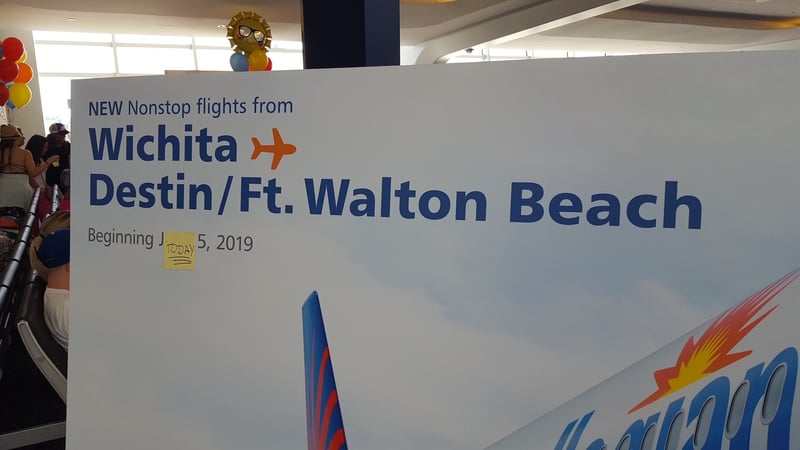 NEW Nonstop flights from
Wichita
Destin/Ft. Walton Beach
Beginning J 5, 2019
TODAY